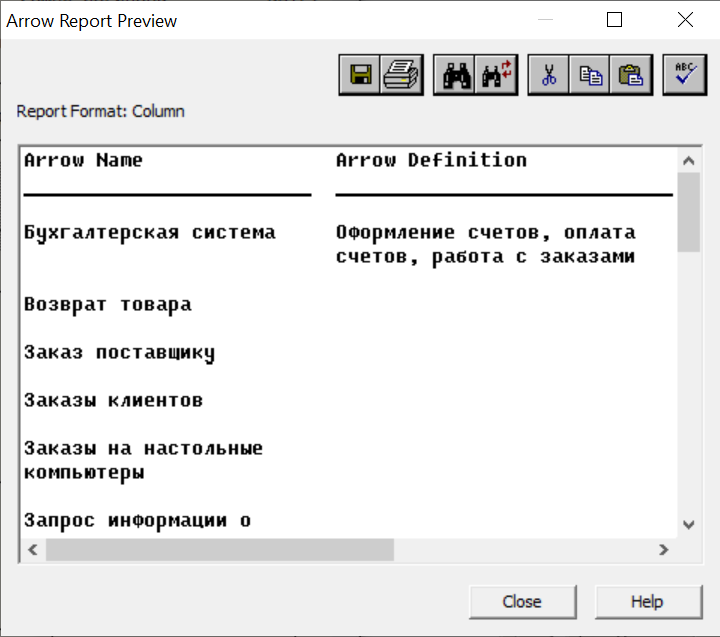 Arrow Report Preview
ABC
Report Format: Column
Arrow Name Arrow Definition
Бухгалтерская система Оформление счетов, оплата
счетов, работа с заказами
Возврат товара
Заказ поставщику
Заказы клиентов
Заказы на настольные
компьютеры
Запрос информации о
Close Help